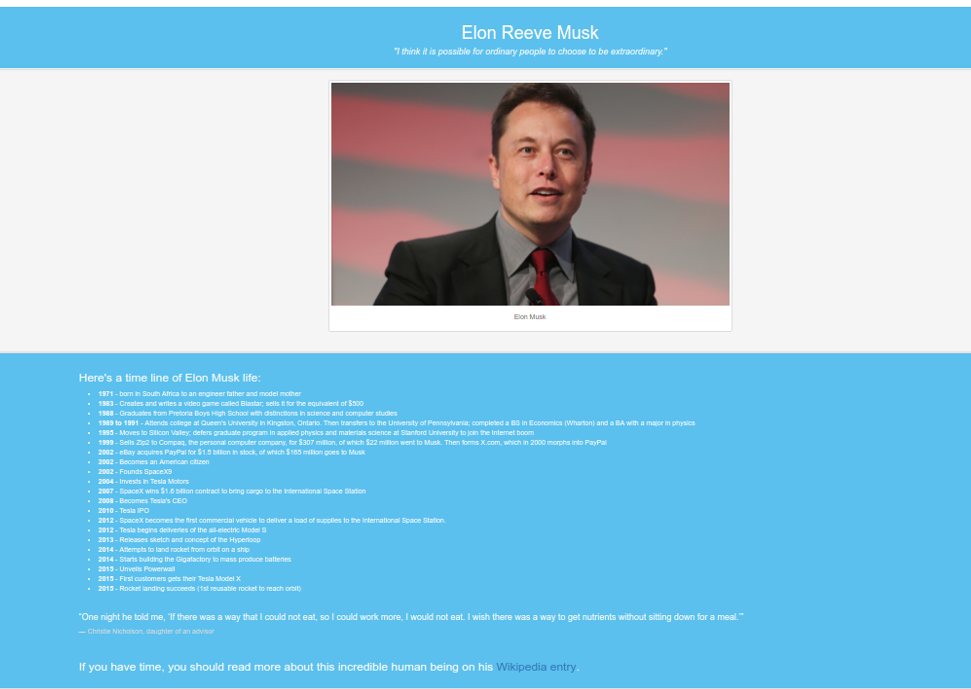 Elon Reeve Musk
"I think it is possible for ordinary people to choose to be extraordinary."
Elon Musk
Here's a time line of Elon Musk life:
1971 - born in South Africa to an engineer father and model mother
1983 - Creates and writes a video game called Blastar; sells it for the equivalent of $500
1988 - Graduates from Pretoria Boys High School with distinctions in science and computer studies
1989 to 1991 - Attends college at Queen's University in Kingston, Ontario. Then transfers to the University of Pennsylvania; completed a BS in Economics (Wharton) and a BA with a major in physics
1995 - Moves to Silicon Valley; defers graduate program in applied physics and materials science at Stanford University to join the Internet boom
1999 - Sells Zip2 to Compaq, the personal computer company, for $307 million, of which $22 million went to Musk. Then forms X.com, which in 2000 morphs into PayPal
2002 - eBay acquires PayPal for $1.5 billion in stock, of which $165 million goes to Musk
2002 - Becomes an American citizen
2002 - Founds SpaceX9
2004 - Invests in Tesla Motors
2007 - SpaceX wins $1.6 billion contract to bring cargo to the International Space Station
2008 - Becomes Tesla's CEO
2010 - Tesla IPO
2012 - SpaceX becomes the first commercial vehicle to deliver a load of supplies to the International Space Station.
2012 - Tesla begins deliveries of the all-electric Model S
2013 - Releases sketch and concept of the Hyperloop
2014 - Attempts to land rocket from orbit on a ship
2014 - Starts building the Gigafactory to mass produce batteries
2015 - Unveils Powerwall
2015 - First customers gets their Tesla Model X
2015 - Rocket landing succeeds (1st reusable rocket to reach orbit)
"One night he told me, 'If there was a way that I could not eat, so I could work more, I would not eat. I wish there was a way to get nutrients without sitting down for a meal.'"
— Christie Nicholson, daughter of an advisor
If you have time, you should read more about this incredible human being on his Wikipedia entry.